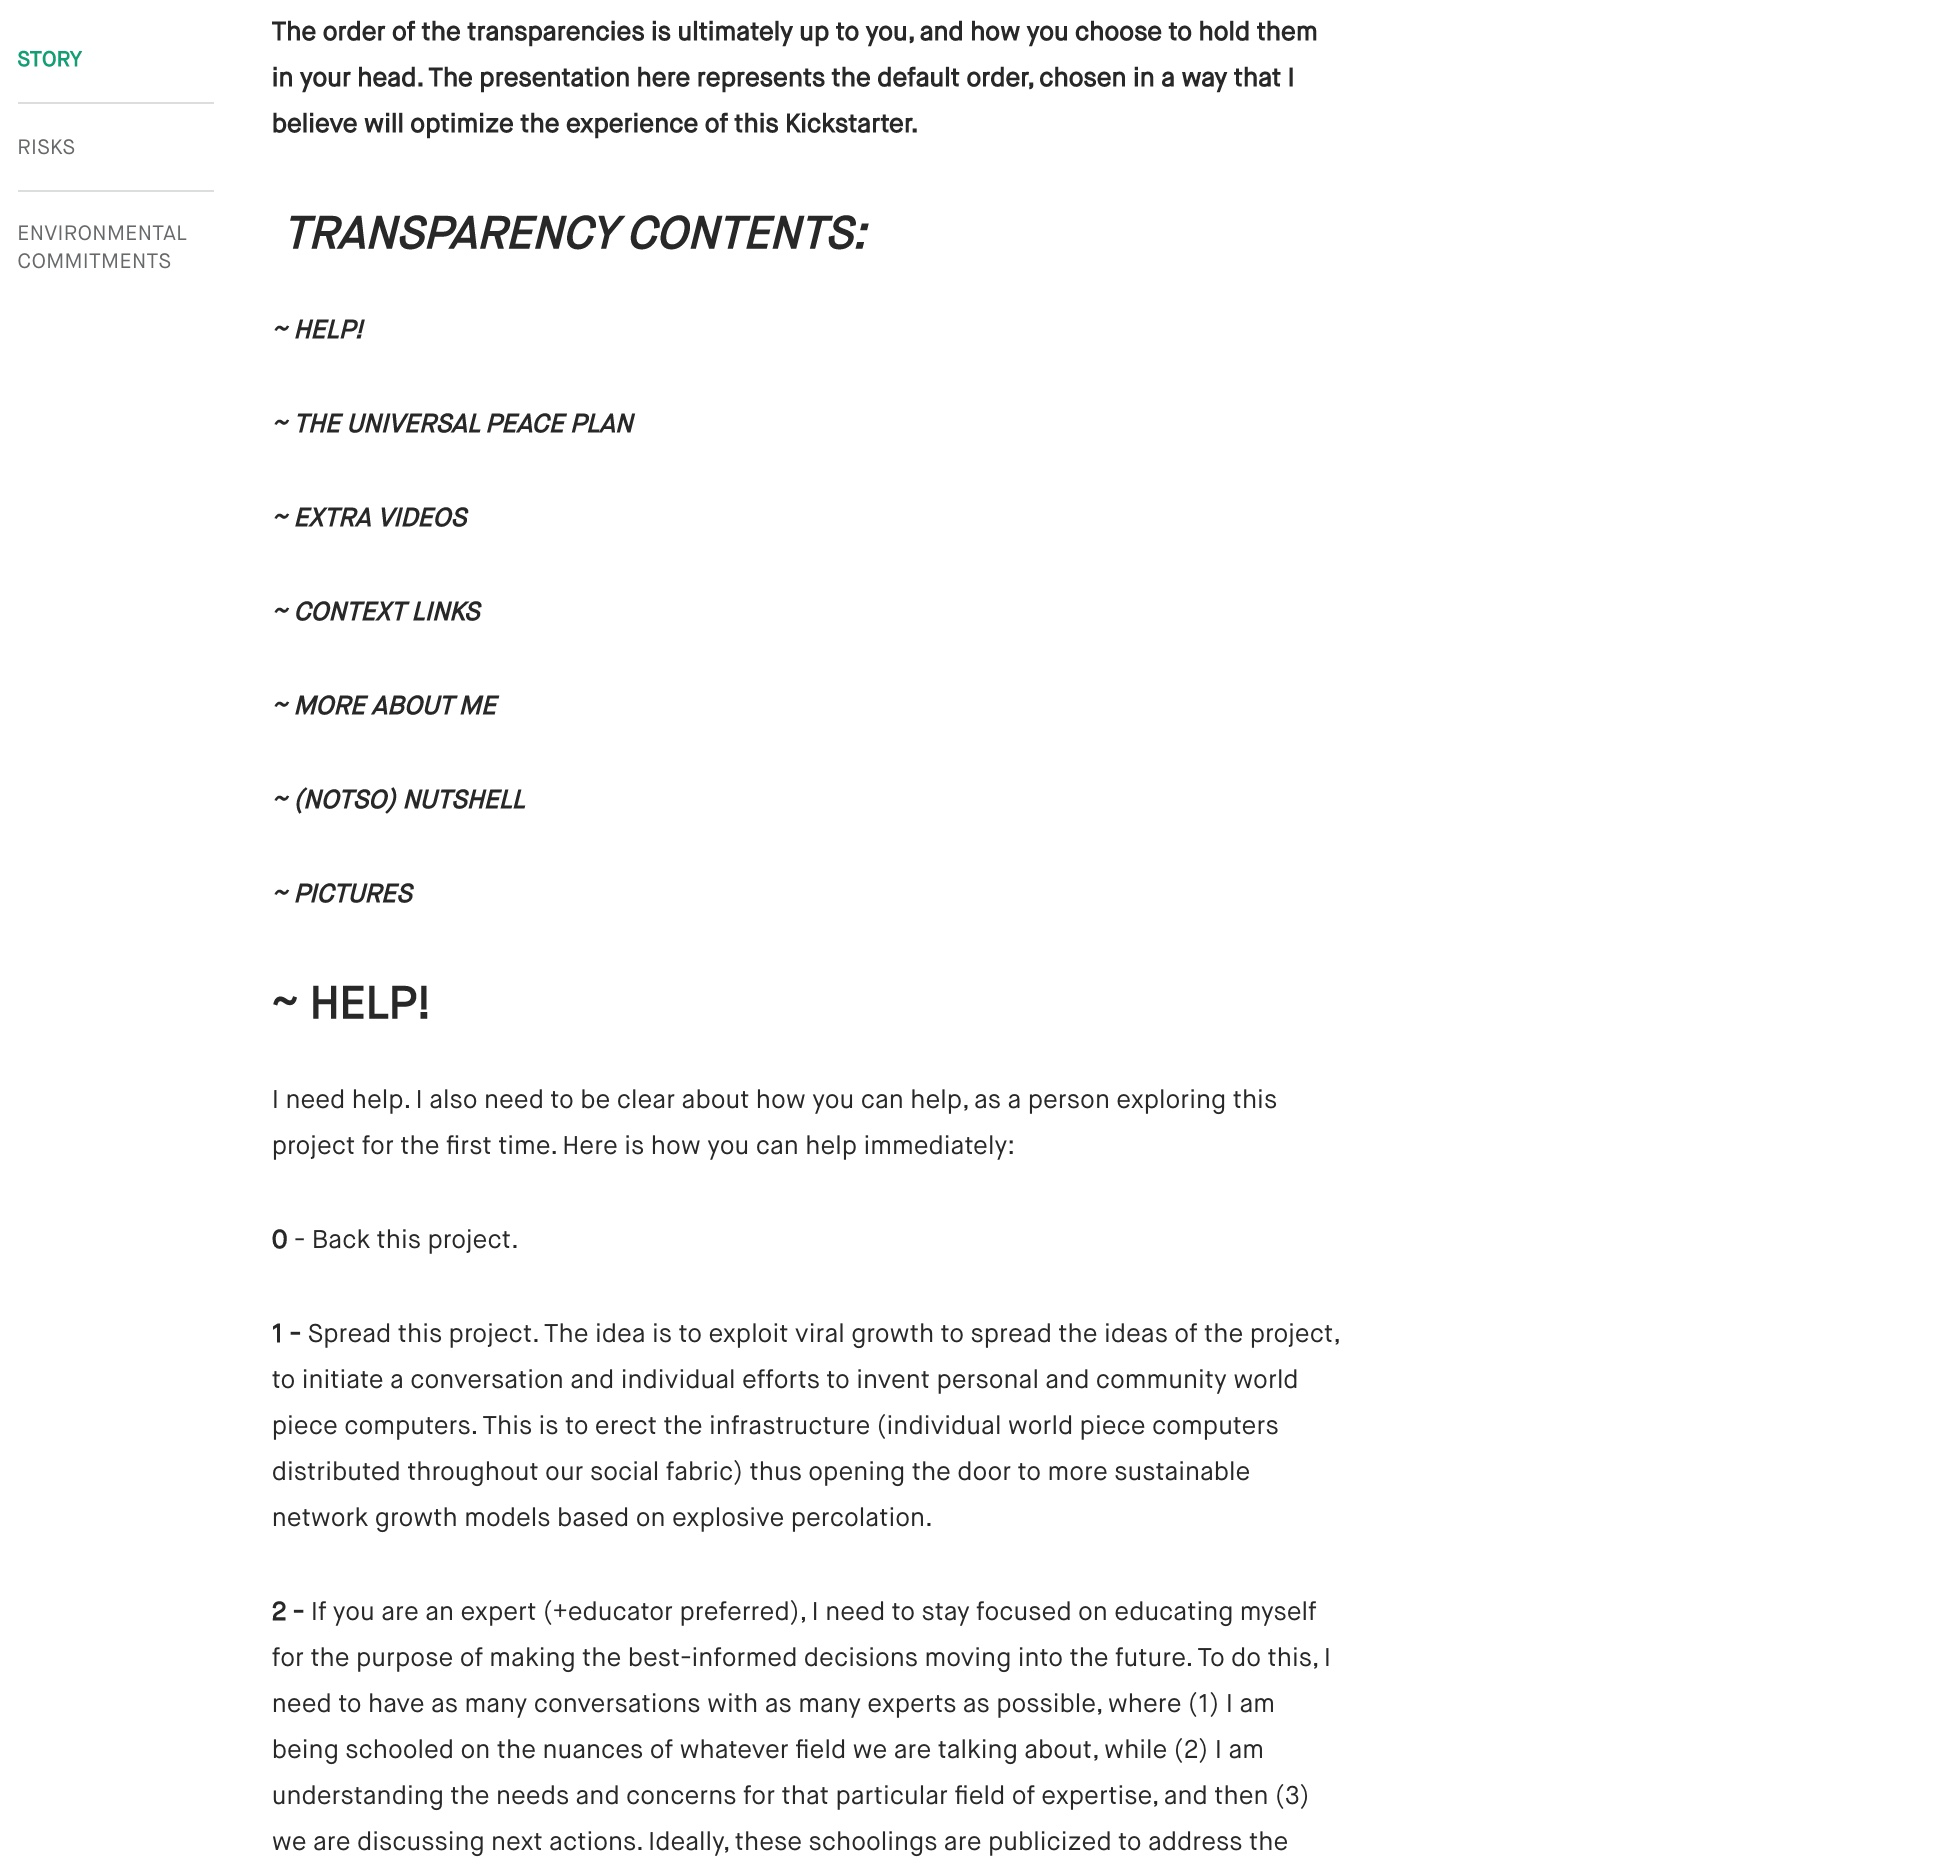 STORY
RISKS
ENVIRONMENTAL
COMMITMENTS
The order of the transparencies is ultimately up to you, and how you choose to hold them
in your head. The presentation here represents the default order, chosen in a way that I
believe will optimize the experience of this Kickstarter.
TRANSPARENCY CONTENTS:
~ HELP!
~ THE UNIVERSAL PEACE PLAN
~ EXTRA VIDEOS
~ CONTEXT LINKS
~ MORE ABOUT ME
~ (NOTSO) NUTSHELL
~ PICTURES
~ HELP!
I need help. I also need to be clear about how you can help, as a person exploring this
project for the first time. Here is how you can help immediately:
0 - Back this project.
1 - Spread this project. The idea is to exploit viral growth to spread the ideas of the project,
to initiate a conversation and individual efforts to invent personal and community world
piece computers. This is to erect the infrastructure (individual world piece computers
distributed throughout our social fabric) thus opening the door to more sustainable
network growth models based on explosive percolation.
2 - If you are an expert (+educator preferred), I need to stay focused on educating myself
for the purpose of making the best-informed decisions moving into the future. To do this, I
need to have as many conversations with as many experts as possible, where (1) I am
being schooled on the nuances of whatever field we are talking about, while (2) I am
understanding the needs and concerns for that particular field of expertise, and then (3)
we are discussing next actions. Ideally, these schoolings are publicized to address the